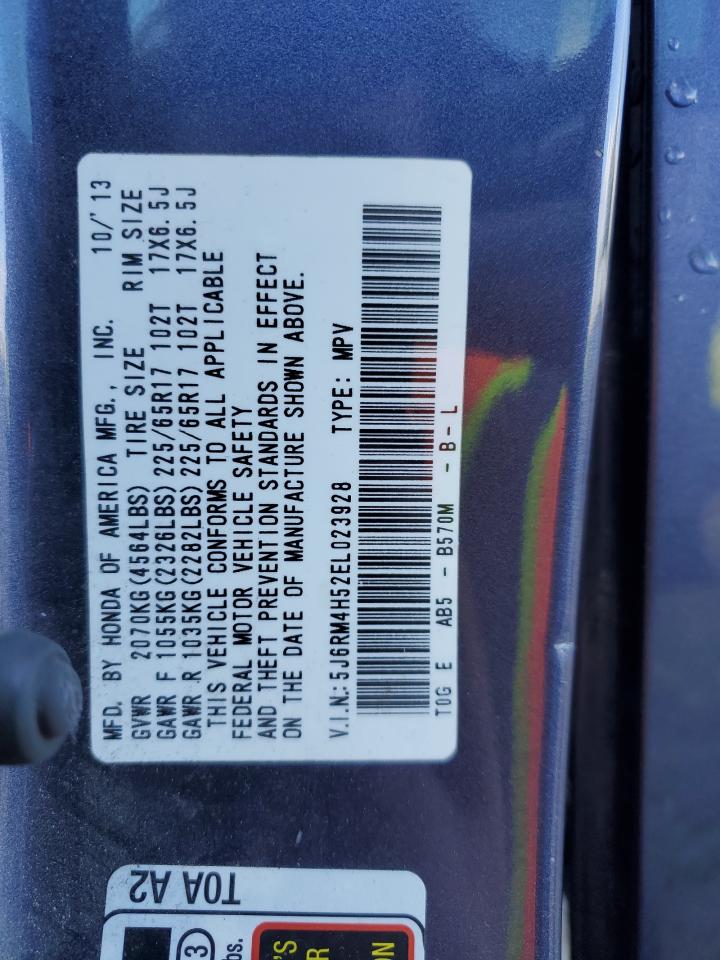 MFD. BY HONDA OF AMERICA MFG., INC. 10/'13
GVWR 2070KG(4564LBS) TIRE SIZE RIM SIZE
GAWR F 1055KG(2326LBS) 225/65R17 102T 17X6.5J
GAWR R 1035KG(2282LBS) 225/65R17 102T 17X6.5J
THIS VEHICLE CONFORMS TO ALL APPLICABLE
FEDERAL MOTOR VEHICLE SAFETY
AND THEFT PREVENTION STANDARDS IN EFFECT
ON THE DATE OF MANUFACTURE SHOWN ABOVE.
V.I.N.: 5J6RM4H52EL023928 TYPE: MPV
T0G E AB5 - B570M - B - L
T0A A2
3
bs.
'S
R
ON